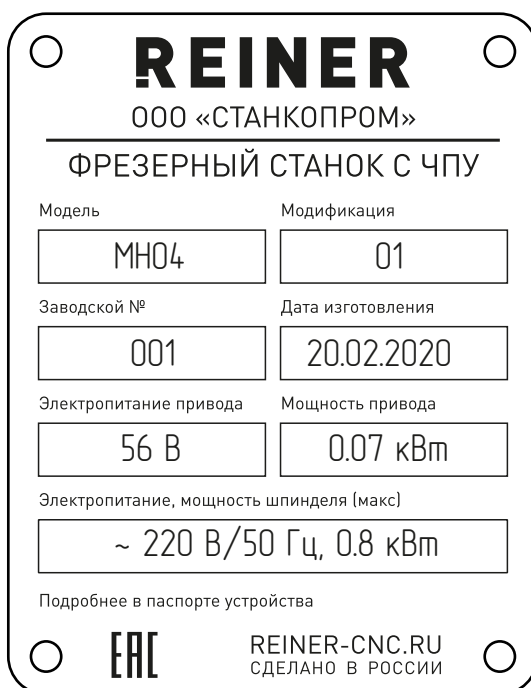 REINER
ООО «СТАНКОПРОМ»
ФРЕЗЕРНЫЙ СТАНОК С ЧПУ
Модель Модификация
МН04 01
Заводской № Дата изготовления
001 20.02.2020
Электропитание привода Мощность привода
56 В 0.07 кВт
Электропитание, мощность шпинделя (макс)
~ 220 В/50 Гц, 0.8 кВт
Подробнее в паспорте устройства
ЕАС REINER-CNC.RU
СДЕЛАНО В РОССИИ